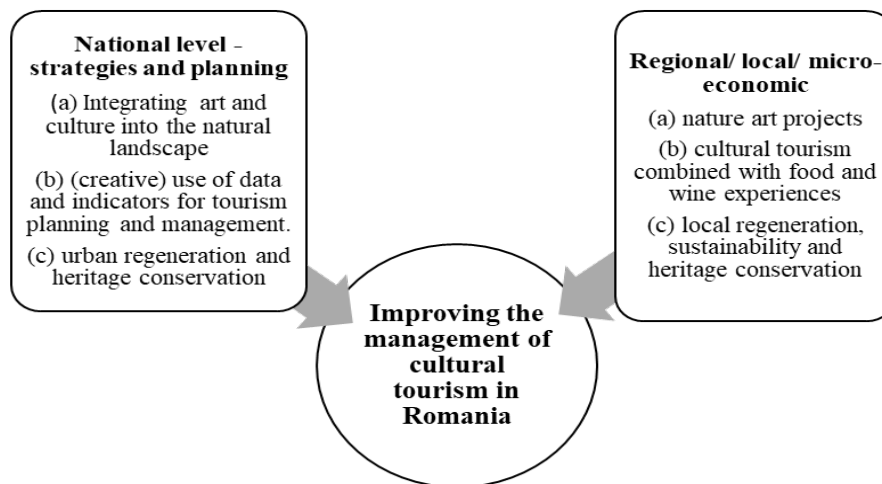 National level -
strategies and planning
(a) Integrating art and
culture into the natural
landscape
(b) (creative) use of data
and indicators for tourism
planning and management.
(c) urban regeneration and
heritage conservation
Regional/ local/ micro-
economic
(a) nature art projects
(b) cultural tourism
combined with food and
wine experiences
(c) local regeneration,
sustainability and
heritage conservation
Improving the
management of
cultural
tourism in
Romania